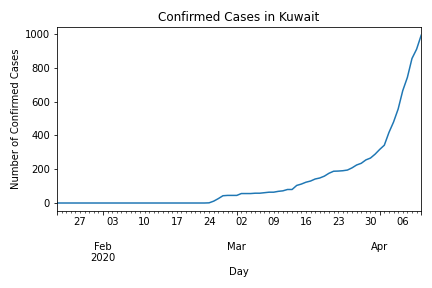 Confirmed Cases in Kuwait
Number of Confirmed Cases
1000
800
600
400
200
0
27 03 10 17 24 02 09 16 23 30 06
Feb Mar Apr
2020
Day